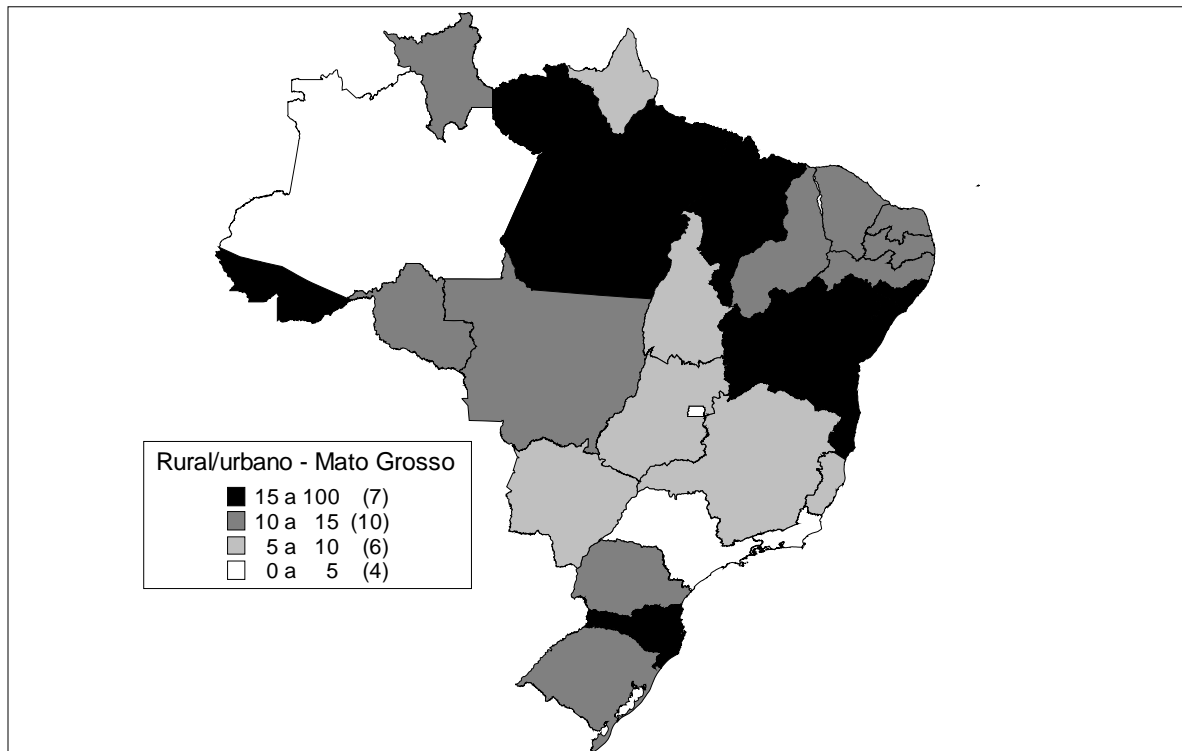 Rural/urbano - Mato Grosso
15 a 100 (7)
10 a 15 (10)
5 a 10 (6)
0 a 5 (4)